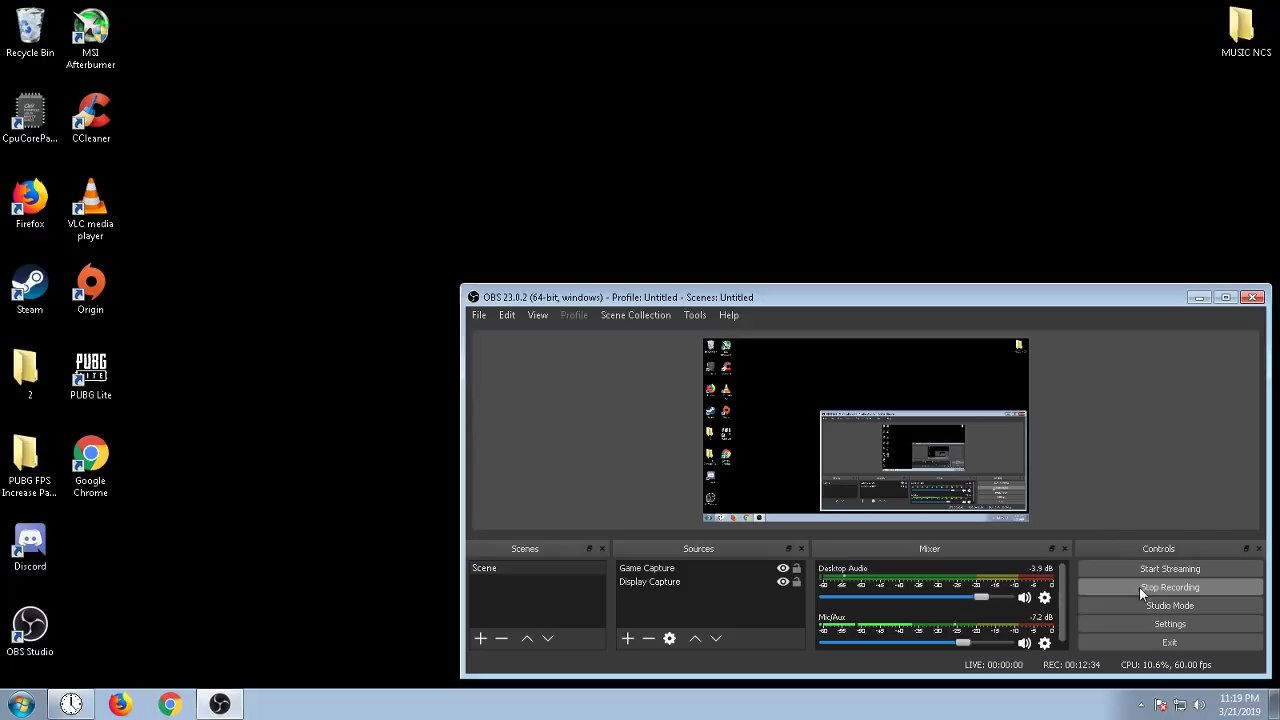 Recycle Bin
MSI Afterburner
CpuCorePa...
CCleaner
Firefox
VLC media player
Steam
Origin
2
PUBG LITE
PUBG Lite
PUBG FPS Increase Pa...
Google Chrome
Discord
OBS Studio
MUSIC NCS
OBS 23.0.2 (64-bit, windows) - Profile: Untitled - Scenes: Untitled
File Edit View Profile Scene Collection Tools Help
Scenes
Scene
Sources
Game Capture
Display Capture
Mixer
Desktop Audio -3.9 dB
Mic/Aux -7.2 dB
Controls
Start Streaming
Stop Recording
Studio Mode
Settings
Exit
LIVE: 00:00:00 REC: 00:12:34 CPU: 10.6%, 60.00 fps
11:19 PM
3/21/2019